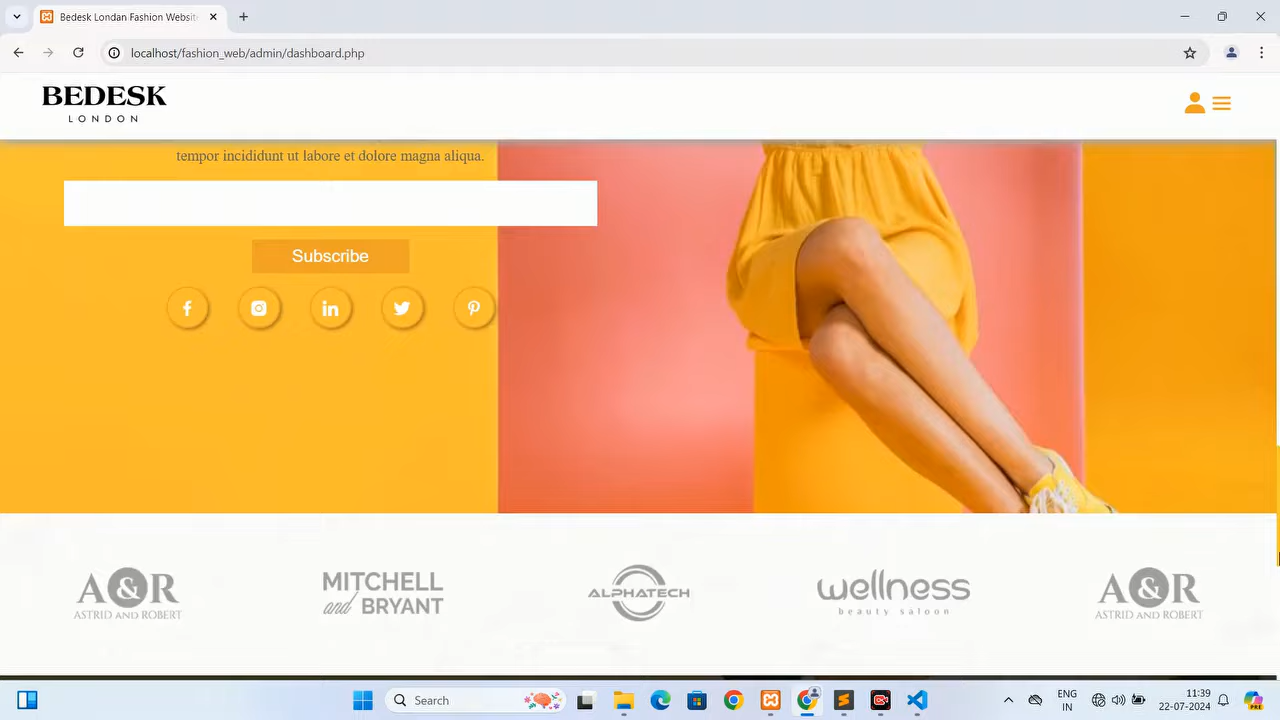 Bedesk Londan Fashion Websit
localhost/fashion_web/admin/dashboard.php
BEDESK
LONDON
tempor incididunt ut labore et dolore magna aliqua.
Subscribe
A&R
ASTRID AND ROBERT
MITCHELL
and BRYANT
ALPHATECH
wellness
beauty saloon
A&R
ASTRID AND ROBERT
Search
ENG
IN
11:39
22-07-2024
PRE